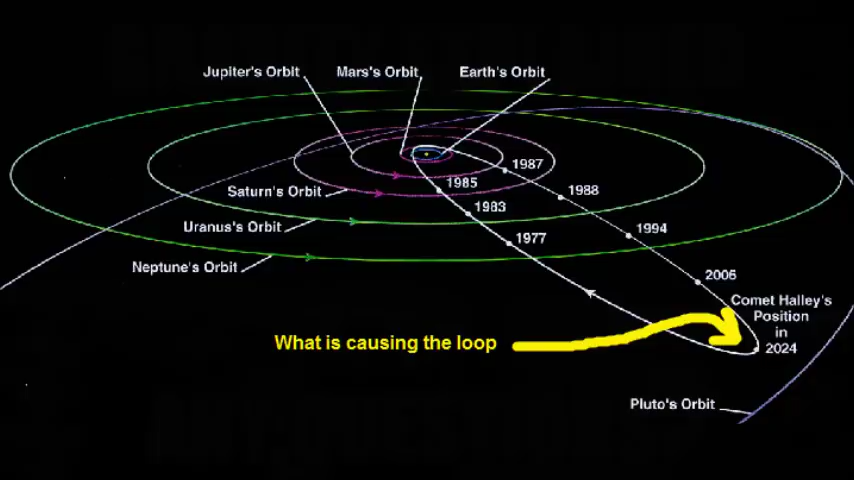 Jupiter's Orbit
Mars's Orbit
Earth's Orbit
1987
Saturn's Orbit
1985
1988
1983
Uranus's Orbit
1994
1977
Neptune's Orbit
2006
Comet Halley's
Position
in
2024
What is causing the loop
Pluto's Orbit